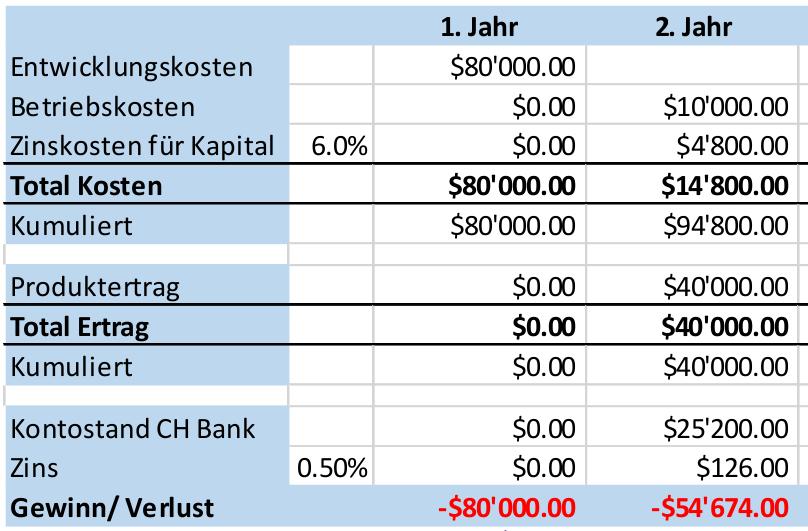 1. Jahr 2. Jahr
Entwicklungskosten $80'000.00
Betriebskosten $0.00 $10'000.00
Zinskosten für Kapital 6.0% $0.00 $4'800.00
Total Kosten $80'000.00 $14'800.00
Kumuliert $80'000.00 $94'800.00
Produktertrag $0.00 $40'000.00
Total Ertrag $0.00 $40'000.00
Kumuliert $0.00 $40'000.00
Kontostand CH Bank $0.00 $25'200.00
Zins 0.50% $0.00 $126.00
Gewinn/ Verlust -$80'000.00 -$54'674.00